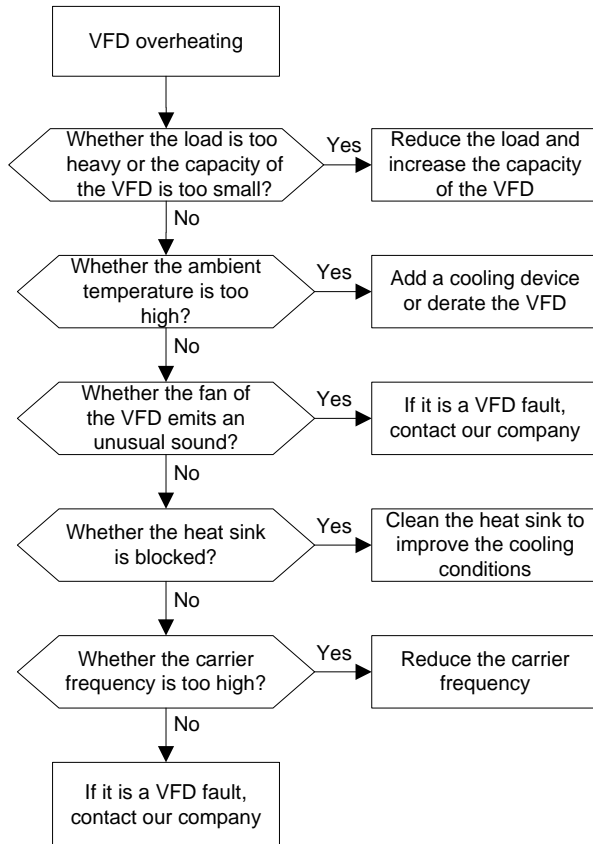 VFD overheating
Whether the load is too
heavy or the capacity of
the VFD is too small?
Yes
Reduce the load and
increase the capacity
of the VFD
No
Whether the ambient
temperature is too
high?
Yes
Add a cooling device
or derate the VFD
No
Whether the fan of
the VFD emits an
unusual sound?
Yes
If it is a VFD fault,
contact our company
No
Whether the heat sink
is blocked?
Yes
Clean the heat sink to
improve the cooling
conditions
No
Whether the carrier
frequency is too high?
Yes
Reduce the carrier
frequency
No
If it is a VFD fault,
contact our company